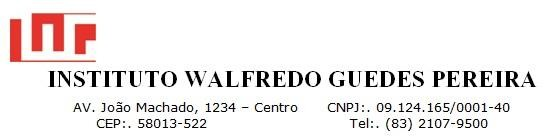 INSTITUTO WALFREDO GUEDES PEREIRA
AV. João Machado, 1234 – Centro CNPJ:. 09.124.165/0001-40
CEP:. 58013-522 Tel:. (83) 2107-9500